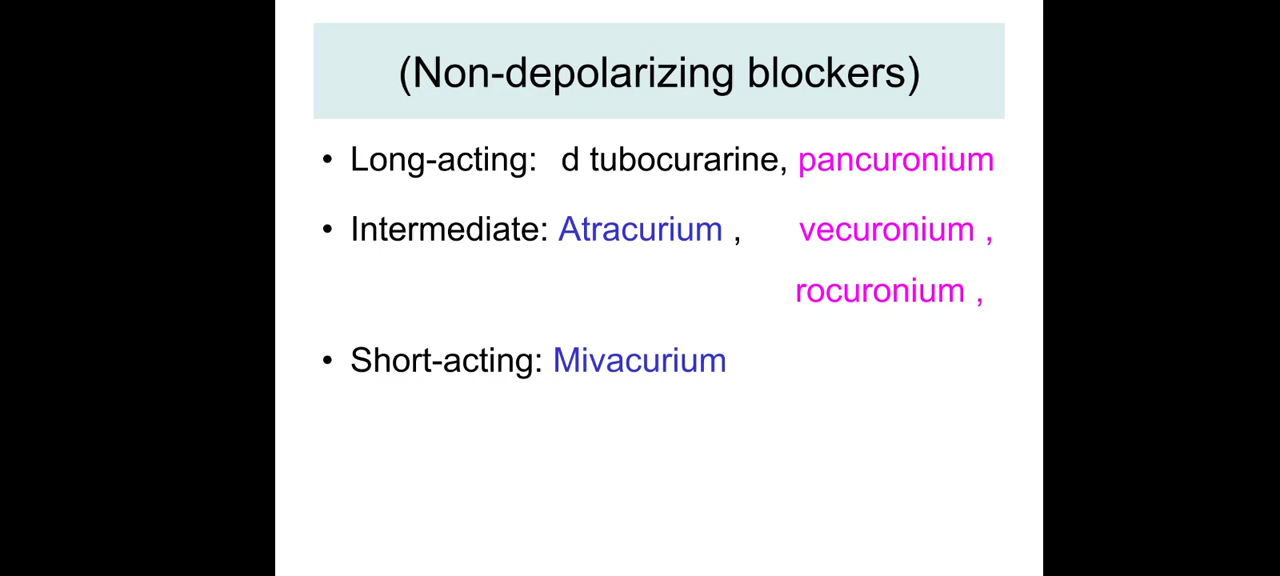 (Non-depolarizing blockers)
• Long-acting: d tubocurarine, pancuronium
• Intermediate: Atracurium , vecuronium ,
rocuronium ,
• Short-acting: Mivacurium